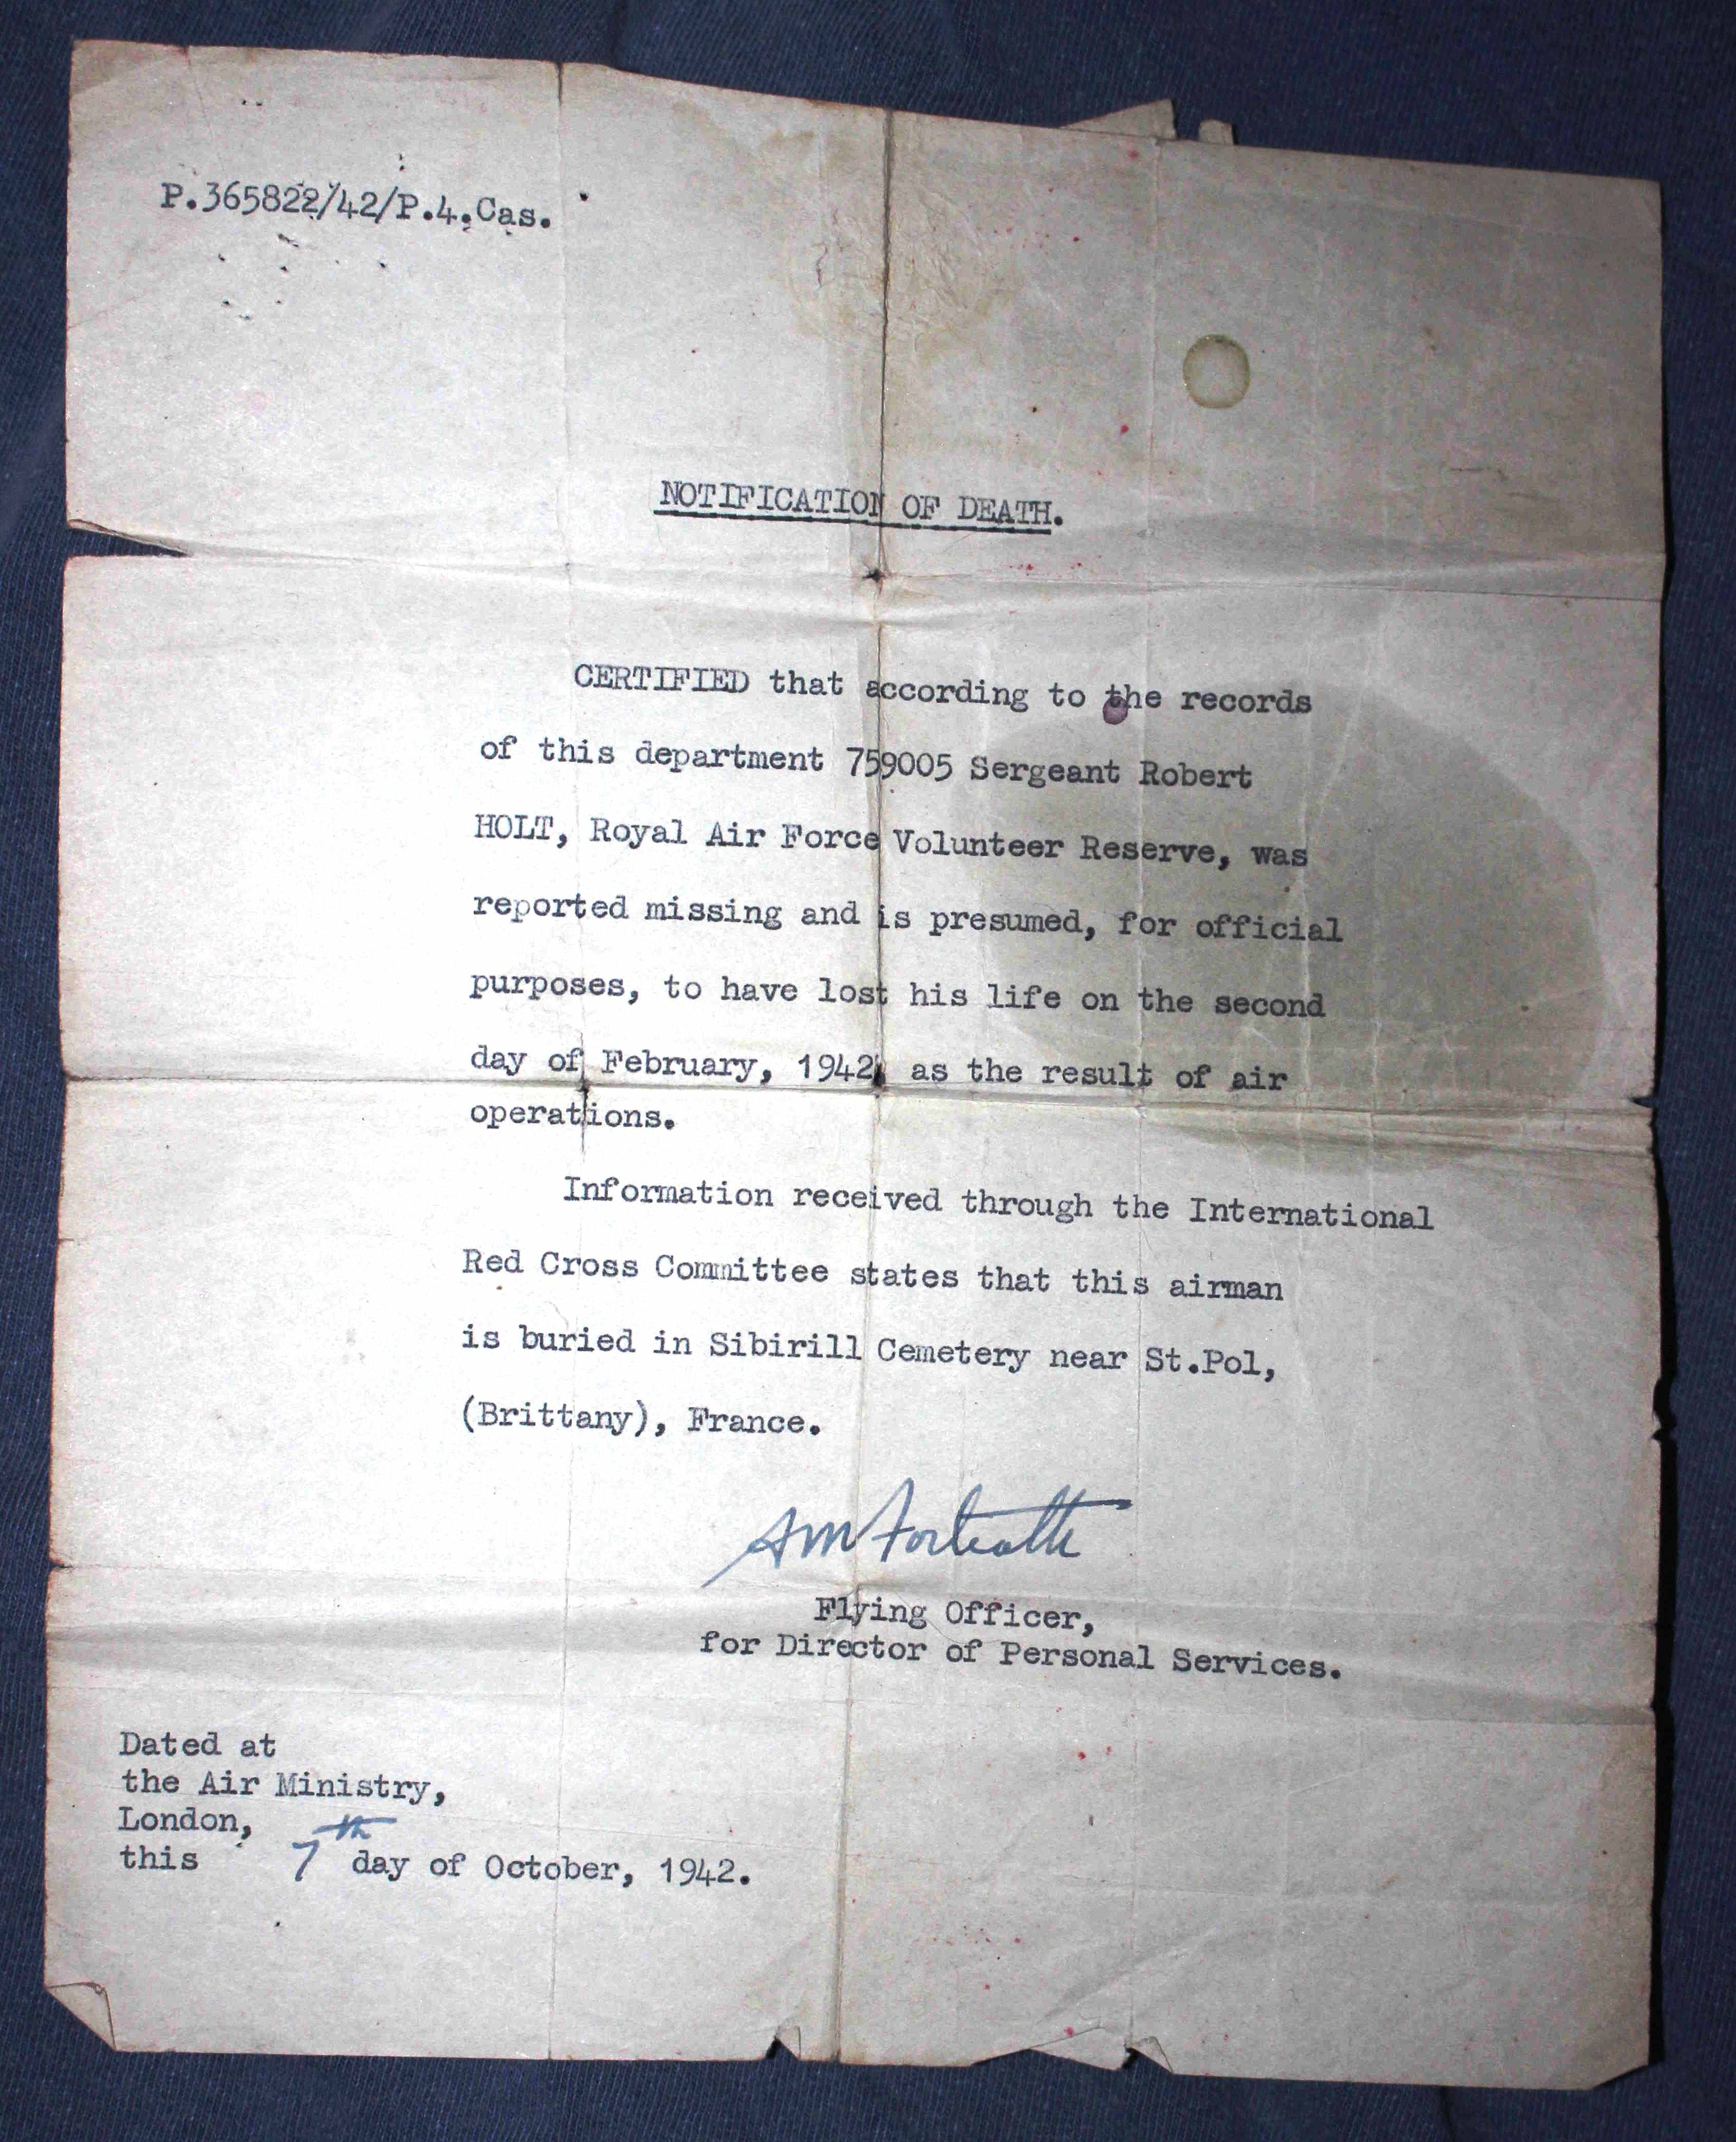 P.365822/42/P.4.Cas.
NOTIFICATION OF DEATH.
CERTIFIED that according to the records
of this department 759005 Sergeant Robert
HOLT, Royal Air Force Volunteer Reserve, was
reported missing and is presumed, for official
purposes, to have lost his life on the second
day of February, 1942, as the result of air
operations.
Information received through the International
Red Cross Committee states that this airman
is buried in Sibirill Cemetery near St.Pol,
(Brittany), France.
Flying Officer,
for Director of Personal Services.
Dated at
the Air Ministry,
London,
this 7th day of October, 1942.